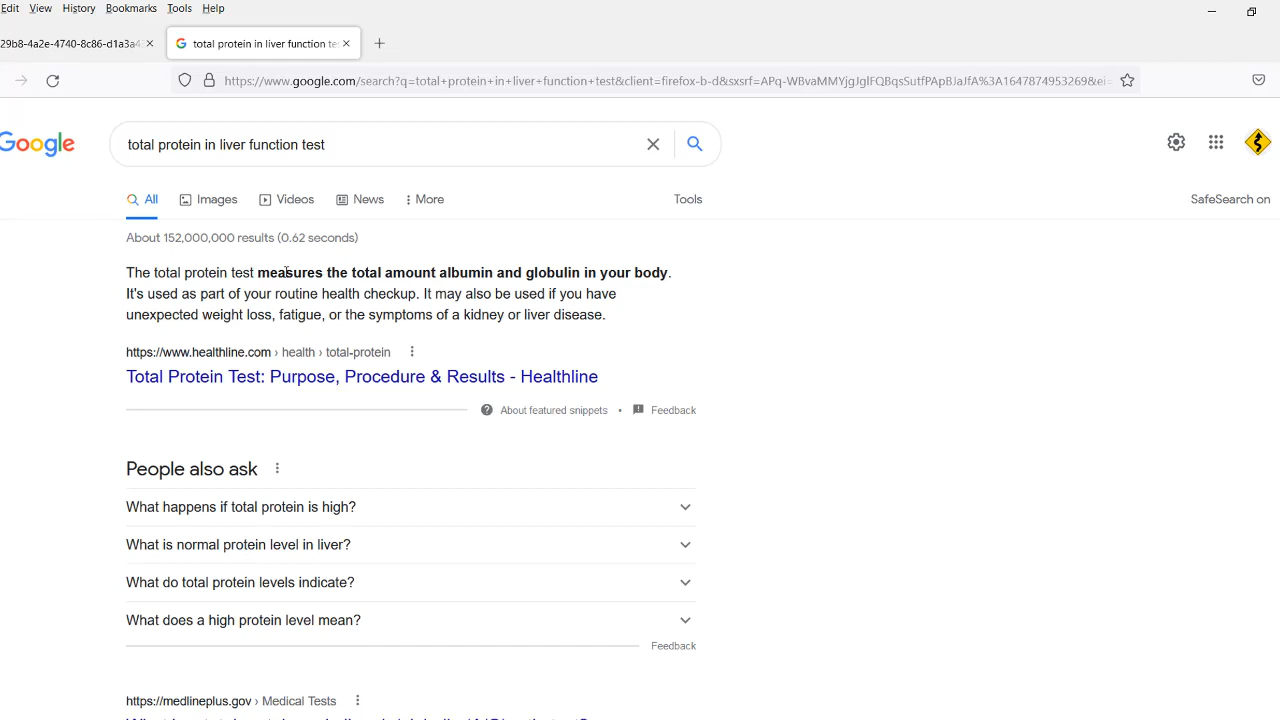 Edit View History Bookmarks Tools Help
29b8-4a2e-4740-8c86-d1a3a4 total protein in liver function te
https://www.google.com/search?q=total+protein+in+liver+function+test&client=firefox-b-d&sxsrf=APq-WBvaMMYjgJglFQBqsSutfPApBJaJfA%3A1647874953269&ei=
Google total protein in liver function test
All Images Videos News More Tools SafeSearch on
About 152,000,000 results (0.62 seconds)
The total protein test measures the total amount albumin and globulin in your body.
It's used as part of your routine health checkup. It may also be used if you have
unexpected weight loss, fatigue, or the symptoms of a kidney or liver disease.
https://www.healthline.com › health › total-protein
Total Protein Test: Purpose, Procedure & Results - Healthline
About featured snippets • Feedback
People also ask
What happens if total protein is high?
What is normal protein level in liver?
What do total protein levels indicate?
What does a high protein level mean?
Feedback
https://medlineplus.gov › Medical Tests